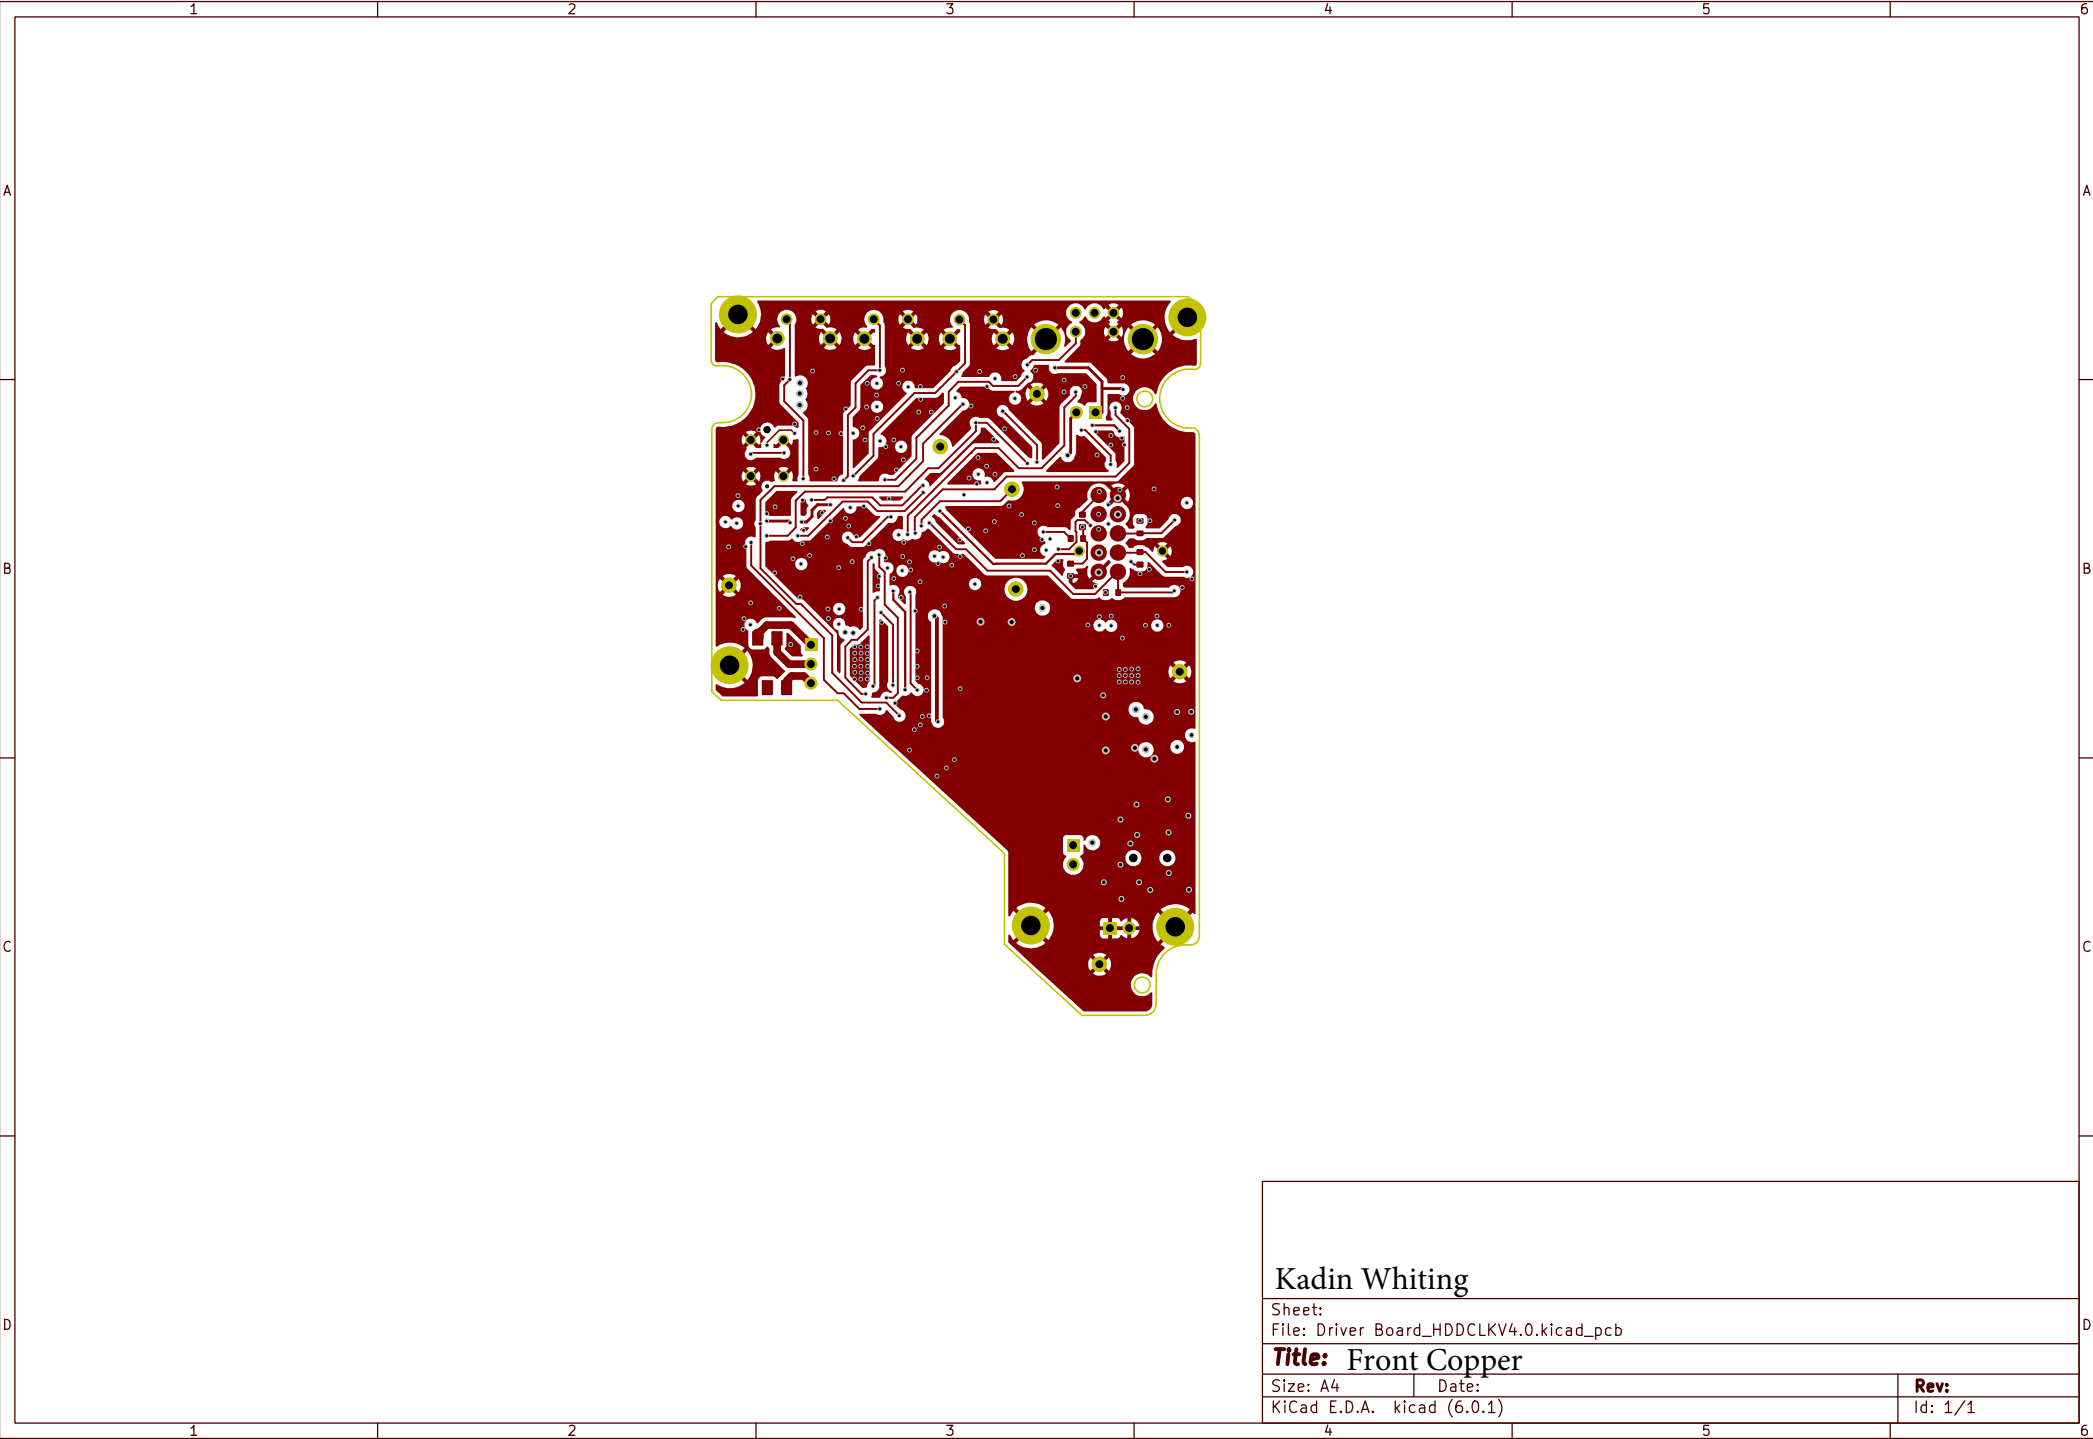 1 2 3 4 5 6
A A
B B
C C
D D
Kadin Whiting
Sheet:
File: Driver Board_HDDCLKV4.0.kicad_pcb
Title: Front Copper
Size: A4 Date: Rev:
KiCad E.D.A. kicad (6.0.1) Id: 1/1
1 2 3 4 5 6